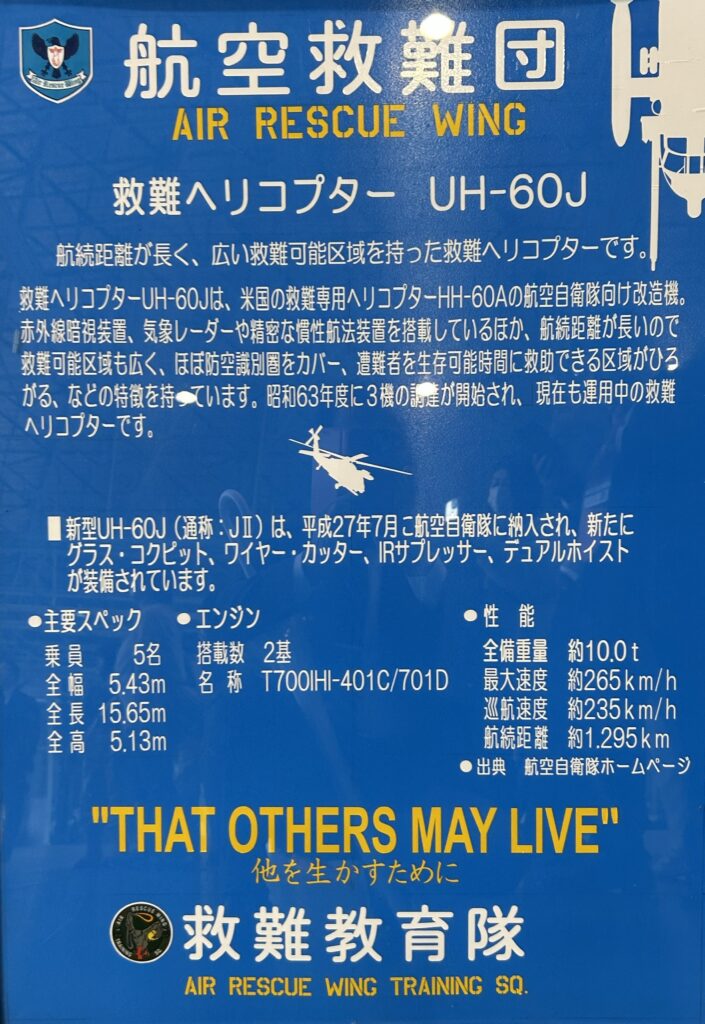 航空救難団
AIR RESCUE WING
救難ヘリコプター UH-60J
航続距離が長く、広い救難可能区域を持った救難ヘリコプターです。
救難ヘリコプターUH-60Jは、米国の救難専用ヘリコプターHH-60Aの航空自衛隊向け改造機。
赤外線暗視装置、気象レーダーや精密な慣性航法装置を搭載しているほか、航続距離が長いので
救難可能区域も広く、ほぼ防空識別圏をカバー、遭難者を生存可能時間に救助できる区域がひろ
がる、などの特徴を持っています。昭和63年度に3機の調達が開始され、現在も運用中の救難
ヘリコプターです。
■新型UH-60J(通称:JⅡ)は、平成27年7月に航空自衛隊に納入され、新たに
グラス・コクピット、ワイヤー・カッター、IRサプレッサー、デュアルホイスト
が装備されています。
●主要スペック
乗員 5名
全幅 5.43m
全長 15.65m
全高 5.13m
●エンジン
搭載数 2基
名称 T700IHI-401C/701D
●性能
全備重量 約10.0t
最大速度 約265km/h
巡航速度 約235km/h
航続距離 約1.295km
●出典 航空自衛隊ホームページ
"THAT OTHERS MAY LIVE"
他を生かすために
救難教育隊
AIR RESCUE WING TRAINING SQ.